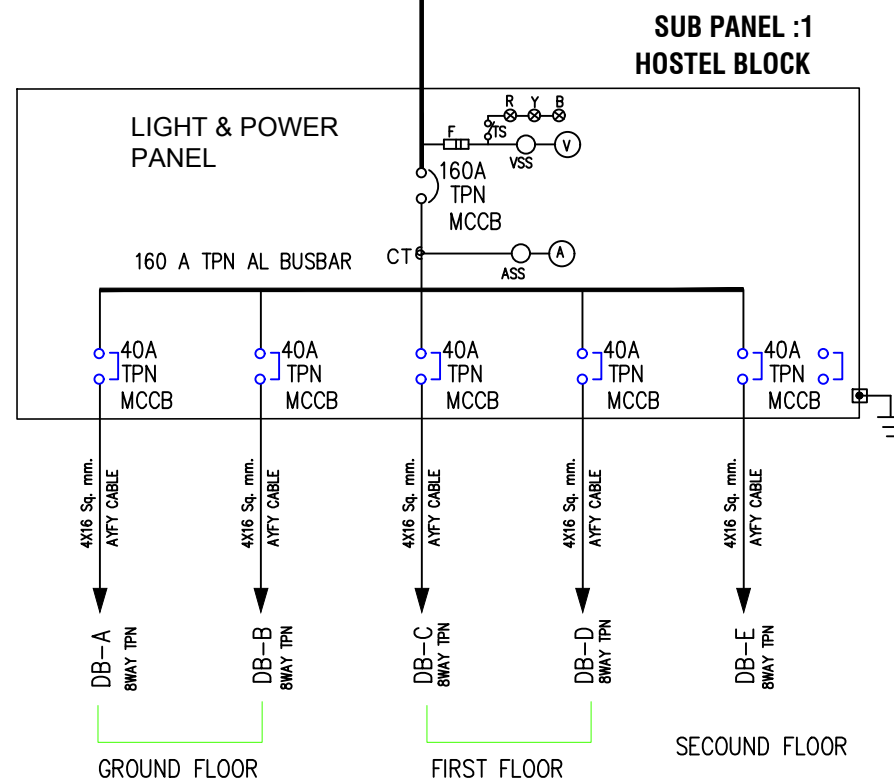 SUB PANEL :1
HOSTEL BLOCK
LIGHT & POWER
PANEL
R Y B
F
TS
VSS
V
160A
TPN
MCCB
160 A TPN AL BUSBAR
CT
ASS
A
40A
TPN
MCCB
40A
TPN
MCCB
40A
TPN
MCCB
40A
TPN
MCCB
40A
TPN
MCCB
4X16 Sq. mm.
AYFY CABLE
4X16 Sq. mm.
AYFY CABLE
4X16 Sq. mm.
AYFY CABLE
4X16 Sq. mm.
AYFY CABLE
4X16 Sq. mm.
AYFY CABLE
DB-A
8WAY TPN
DB-B
8WAY TPN
DB-C
8WAY TPN
DB-D
8WAY TPN
DB-E
8WAY TPN
GROUND FLOOR
FIRST FLOOR
SECOUND FLOOR